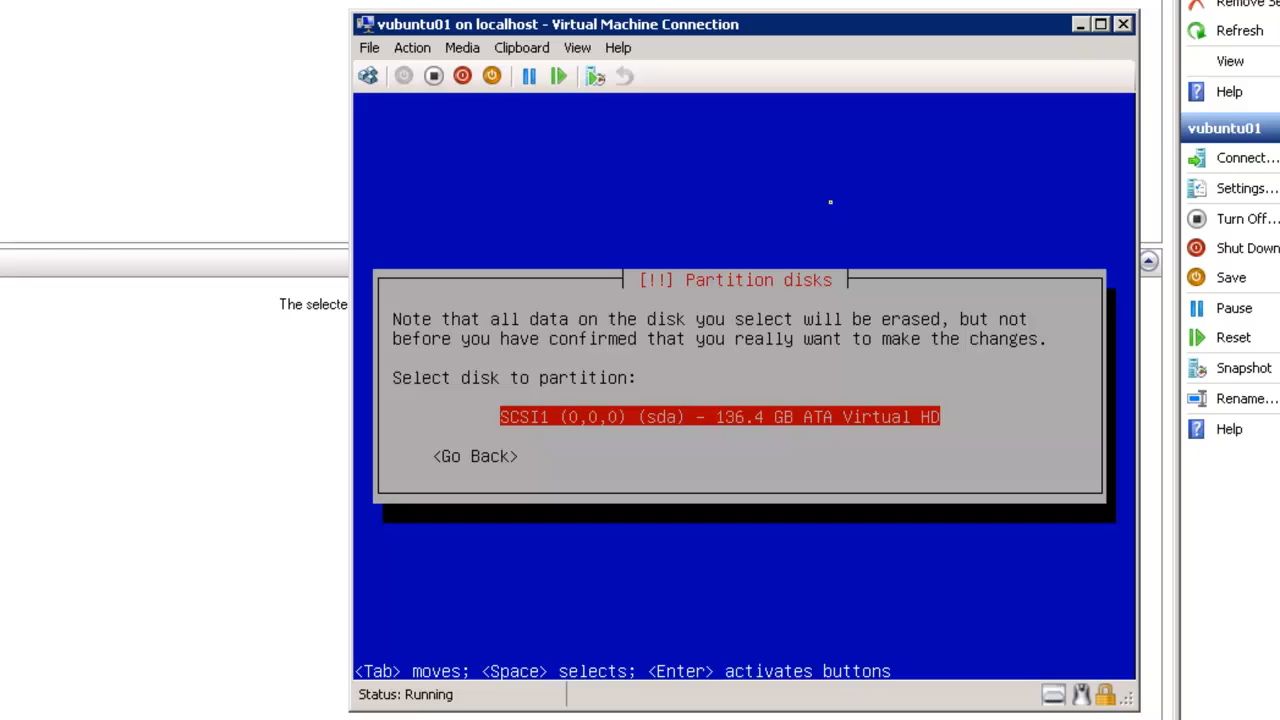 vubuntu01 on localhost - Virtual Machine Connection
File Action Media Clipboard View Help
The selecte
[!!] Partition disks
Note that all data on the disk you select will be erased, but not
before you have confirmed that you really want to make the changes.
Select disk to partition:
SCSI1 (0,0,0) (sda) - 136.4 GB ATA Virtual HD
<Go Back>
<Tab> moves; <Space> selects; <Enter> activates buttons
Status: Running
Remove Se
Refresh
View
Help
vubuntu01
Connect...
Settings...
Turn Off...
Shut Down
Save
Pause
Reset
Snapshot
Rename...
Help